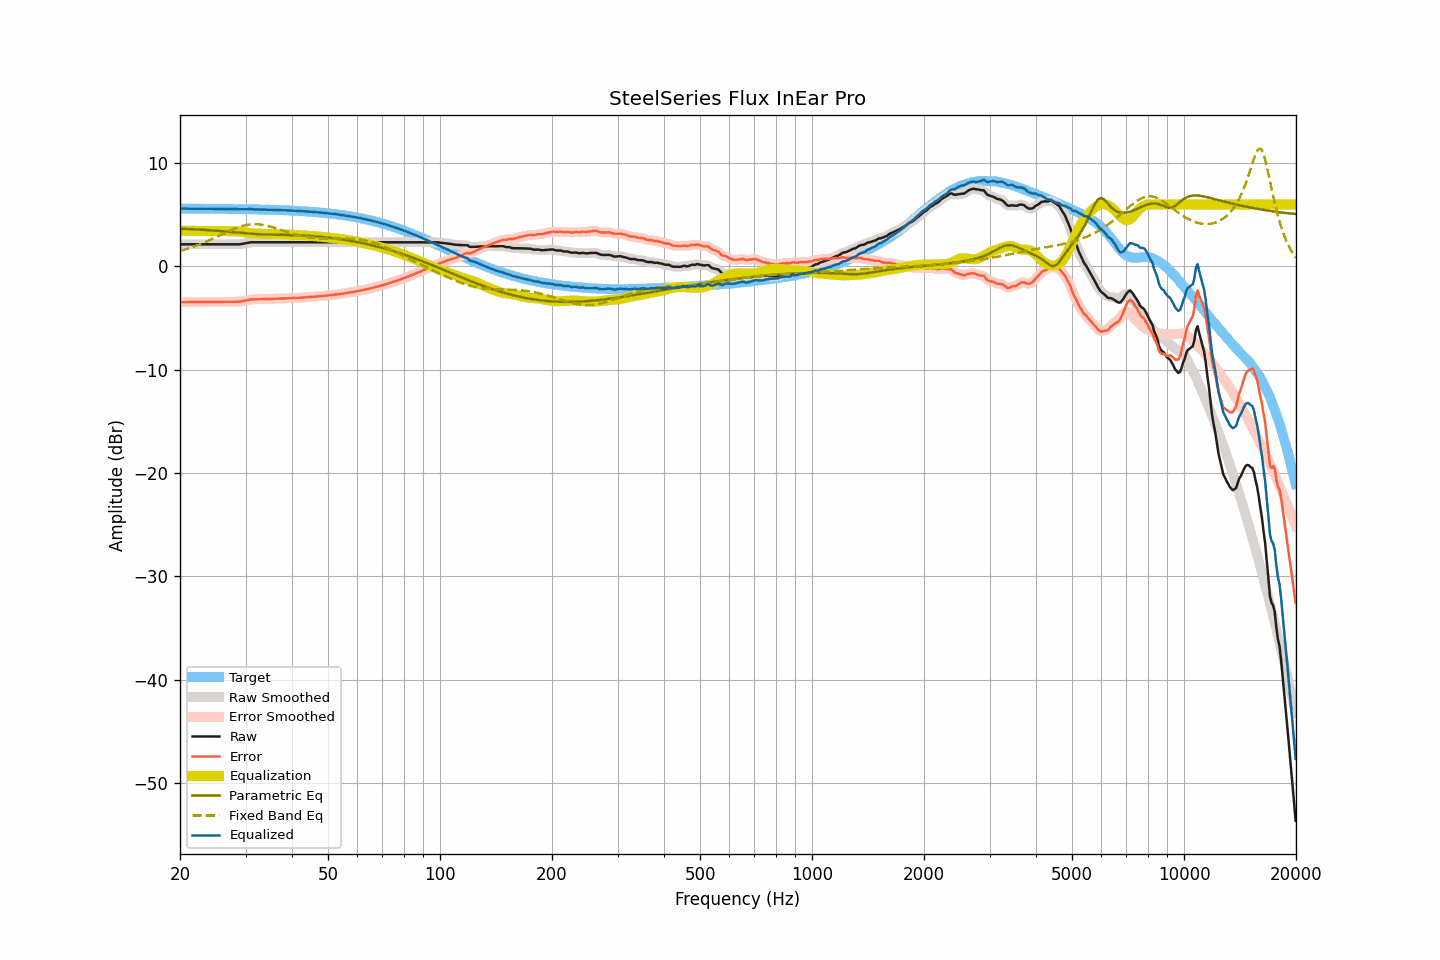 SteelSeries Flux InEar Pro
Amplitude (dBr)
10
0
−10
−20
−30
−40
−50
Target
Raw Smoothed
Error Smoothed
Raw
Error
Equalization
Parametric Eq
Fixed Band Eq
Equalized
20 50 100 200 500 1000 2000 5000 10000 20000
Frequency (Hz)